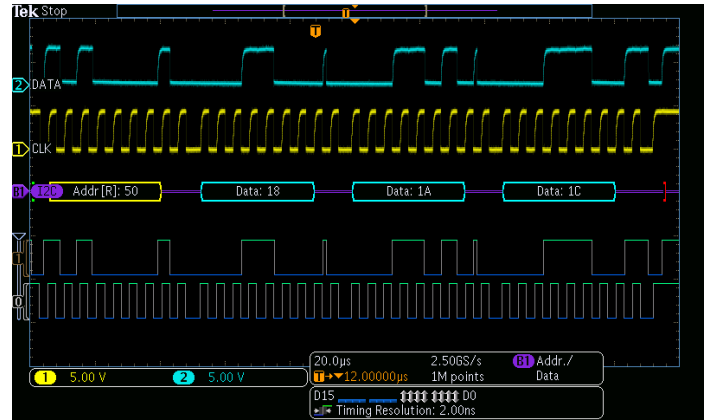 Tek Stop
T
T
2 DATA
1 CLK
B1 I2C Addr[R]: 50 Data: 18 Data: 1A Data: 1C
1
0
1 5.00 V 2 5.00 V
20.0µs 2.50GS/s B1 Addr./
T→▼12.00000µs 1M points Data
D15 D0
Timing Resolution: 2.00ns